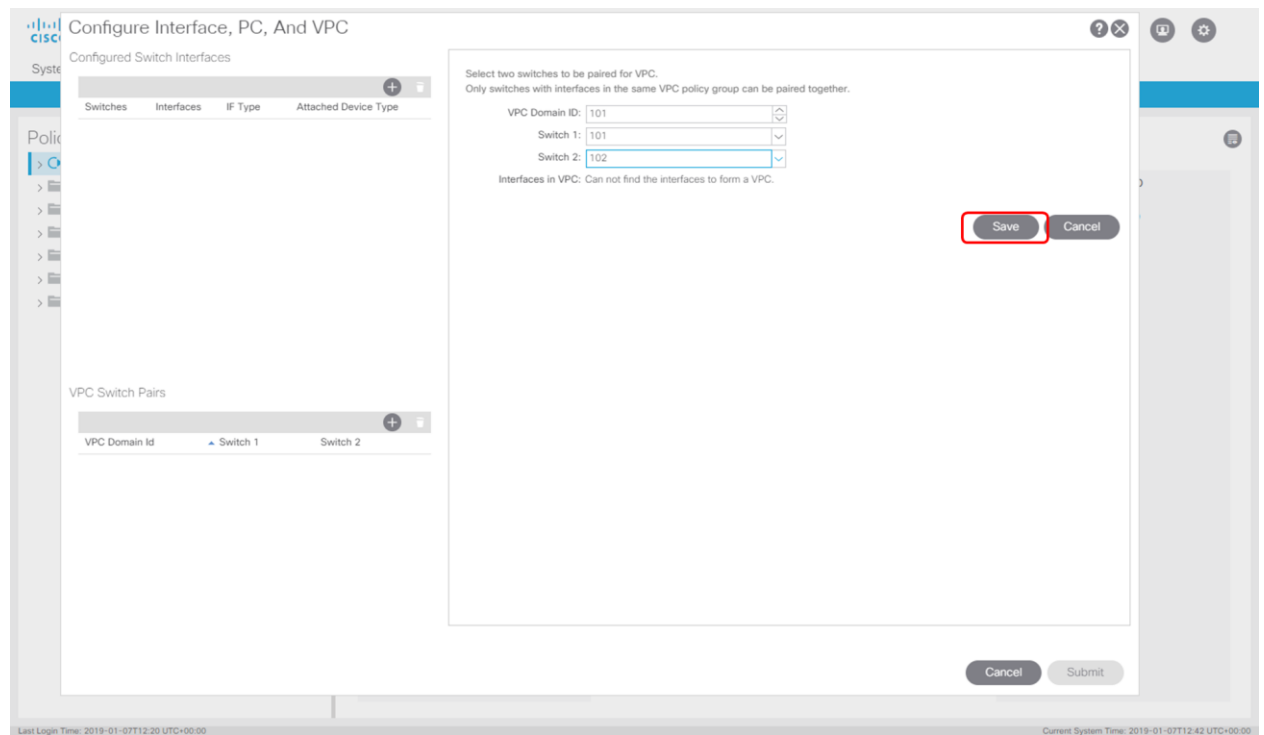 Configure Interface, PC, And VPC
CISCO
Configured Switch Interfaces
Syste
Switches Interfaces IF Type Attached Device Type
Polic
Select two switches to be paired for VPC.
Only switches with interfaces in the same VPC policy group can be paired together.
VPC Domain ID: 101
Switch 1: 101
Switch 2: 102
Interfaces in VPC: Can not find the interfaces to form a VPC.
Save Cancel
VPC Switch Pairs
VPC Domain Id Switch 1 Switch 2
Cancel Submit
Last Login Time: 2019-01-07T12:20 UTC+00:00
Current System Time: 2019-01-07T12:42 UTC+00:00